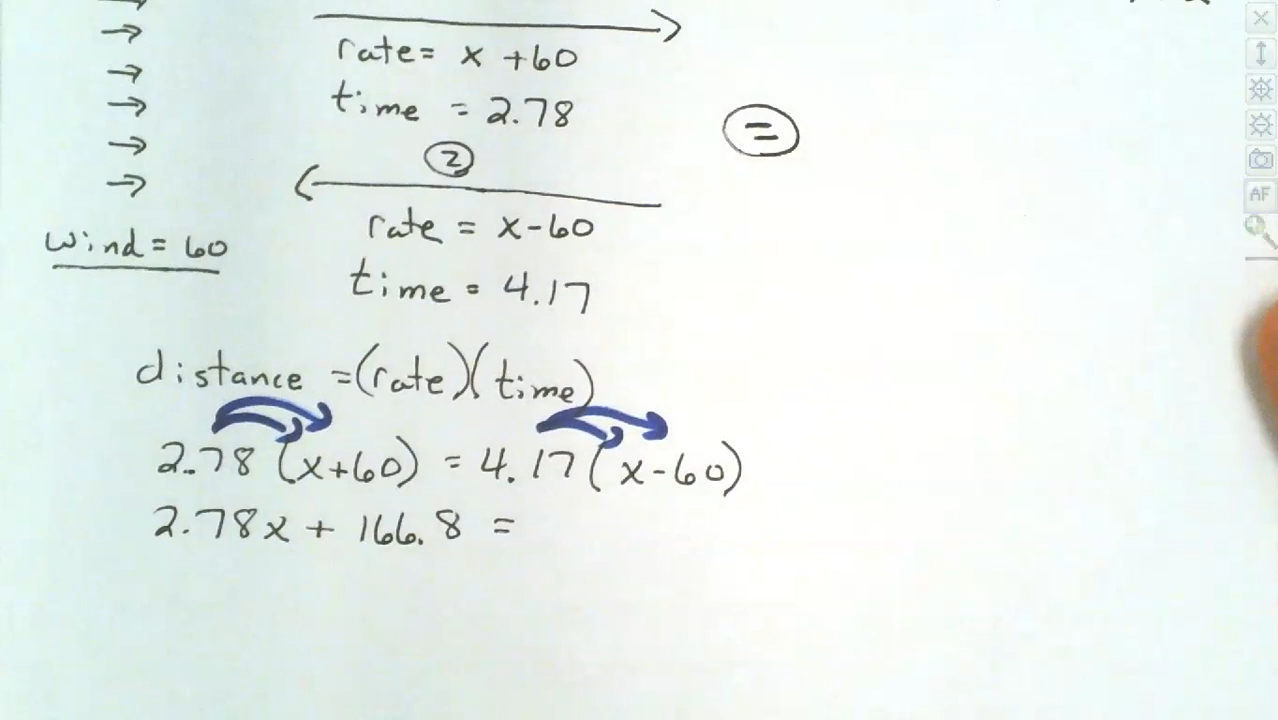 rate= x +60
time = 2.78
=
2
rate = x-60
wind = 60
time = 4.17
distance =(rate)(time)
2.78 (x+60) = 4.17(x-60)
2.78x + 166.8 =
AF